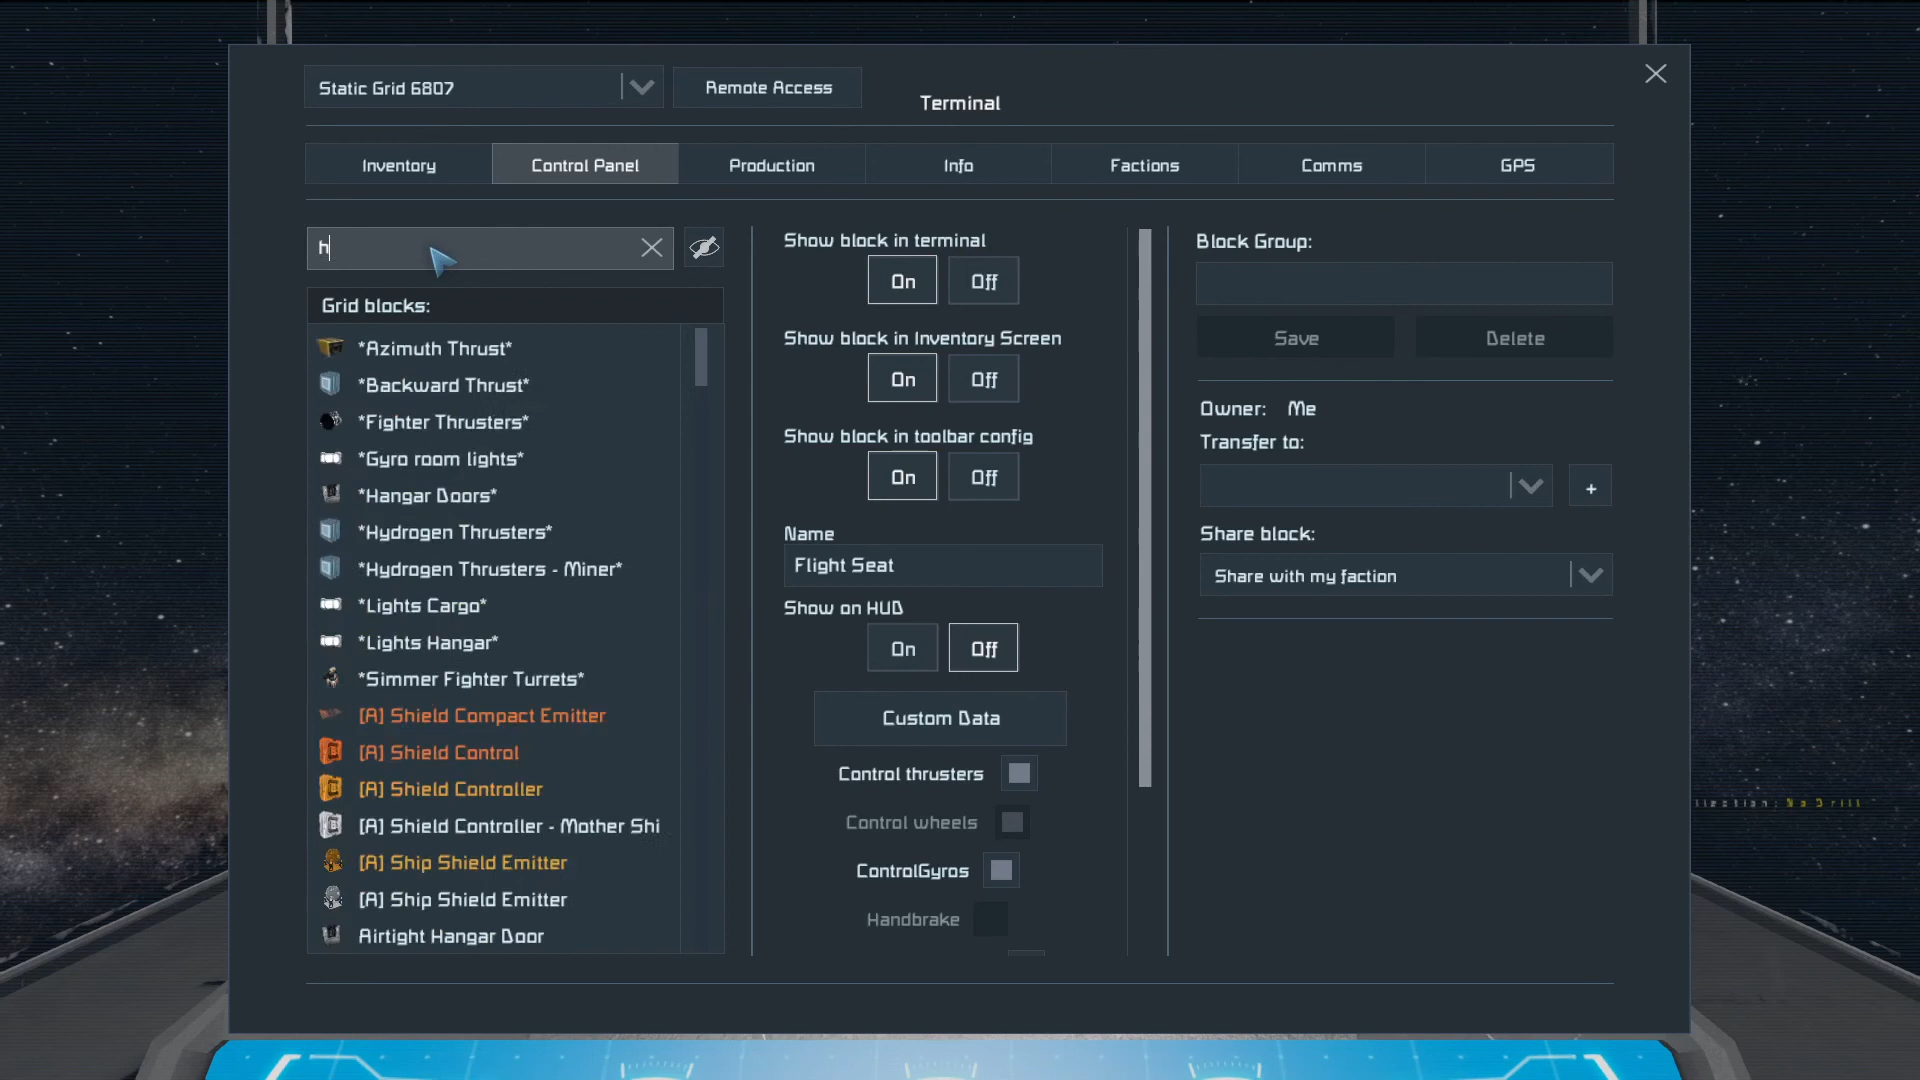 Static Grid 6807
Remote Access
Terminal
Inventory
Control Panel
Production
Info
Factions
Comms
GPS
h
Grid blocks:
*Azimuth Thrust*
*Backward Thrust*
*Fighter Thrusters*
*Gyro room lights*
*Hangar Doors*
*Hydrogen Thrusters*
*Hydrogen Thrusters - Miner*
*Lights Cargo*
*Lights Hangar*
*Simmer Fighter Turrets*
[A] Shield Compact Emitter
[A] Shield Control
[A] Shield Controller
[A] Shield Controller - Mother Shi
[A] Ship Shield Emitter
[A] Ship Shield Emitter
Airtight Hangar Door
Show block in terminal
On Off
Show block in Inventory Screen
On Off
Show block in toolbar config
On Off
Name
Flight Seat
Show on HUD
On Off
Custom Data
Control thrusters
Control wheels
ControlGyros
Handbrake
Block Group:
Save Delete
Owner: Me
Transfer to:
+
Share block:
Share with my faction
: No Drill